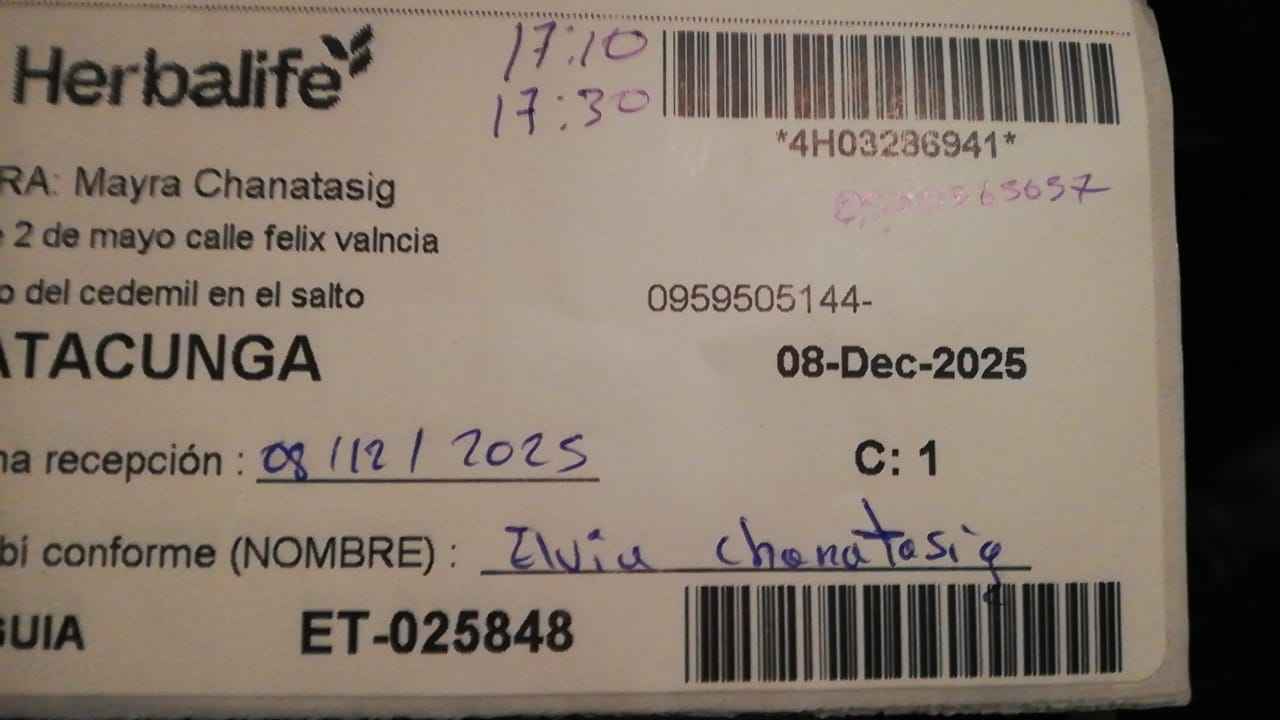 Herbalife
17:10
17:30
*4H03286941*
RA: Mayra Chanatasig
2 de mayo calle felix valncia
o del cedemil en el salto
0959505144-
ATACUNGA
08-Dec-2025
na recepción : 08/12/2025
C: 1
bi conforme (NOMBRE) : Elvia chanatasig
GUIA ET-025848